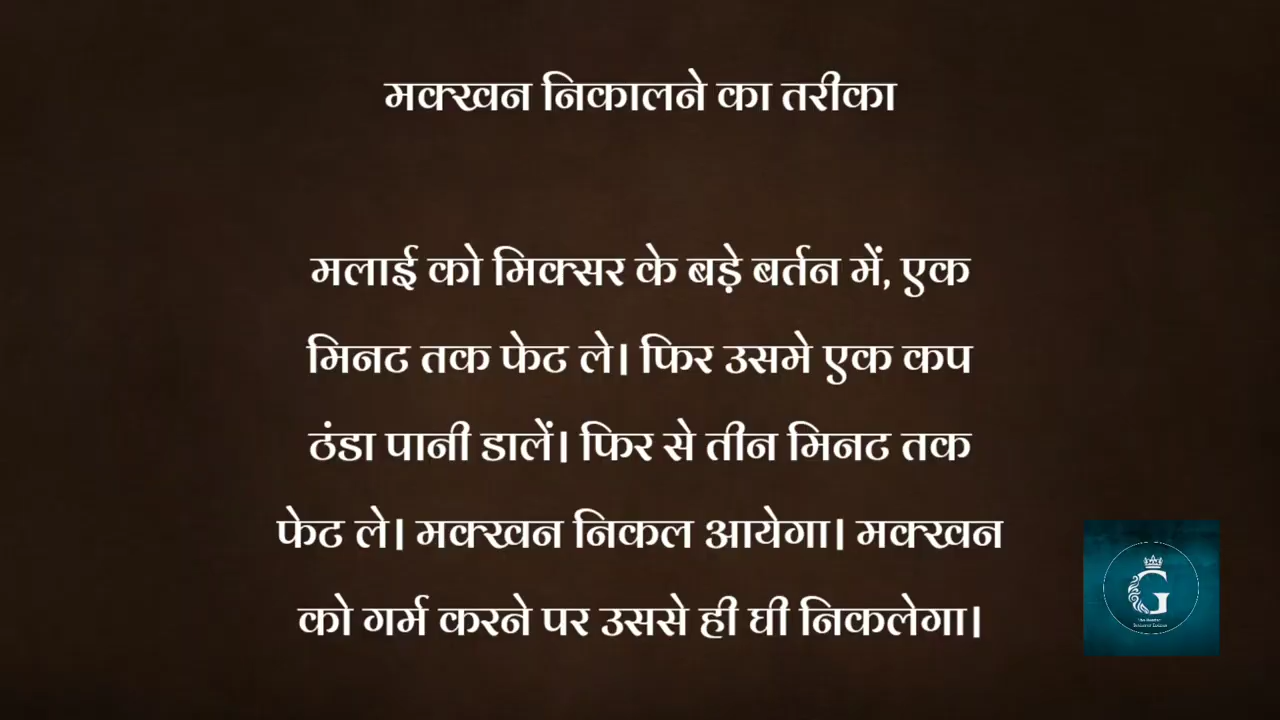 मक्खन निकालने का तरीका
मलाई को मिक्सर के बड़े बर्तन में, एक
मिनट तक फेट ले। फिर उसमे एक कप
ठंडा पानी डालें। फिर से तीन मिनट तक
फेट ले। मक्खन निकल आयेगा। मक्खन
को गर्म करने पर उससे ही घी निकलेगा।
G